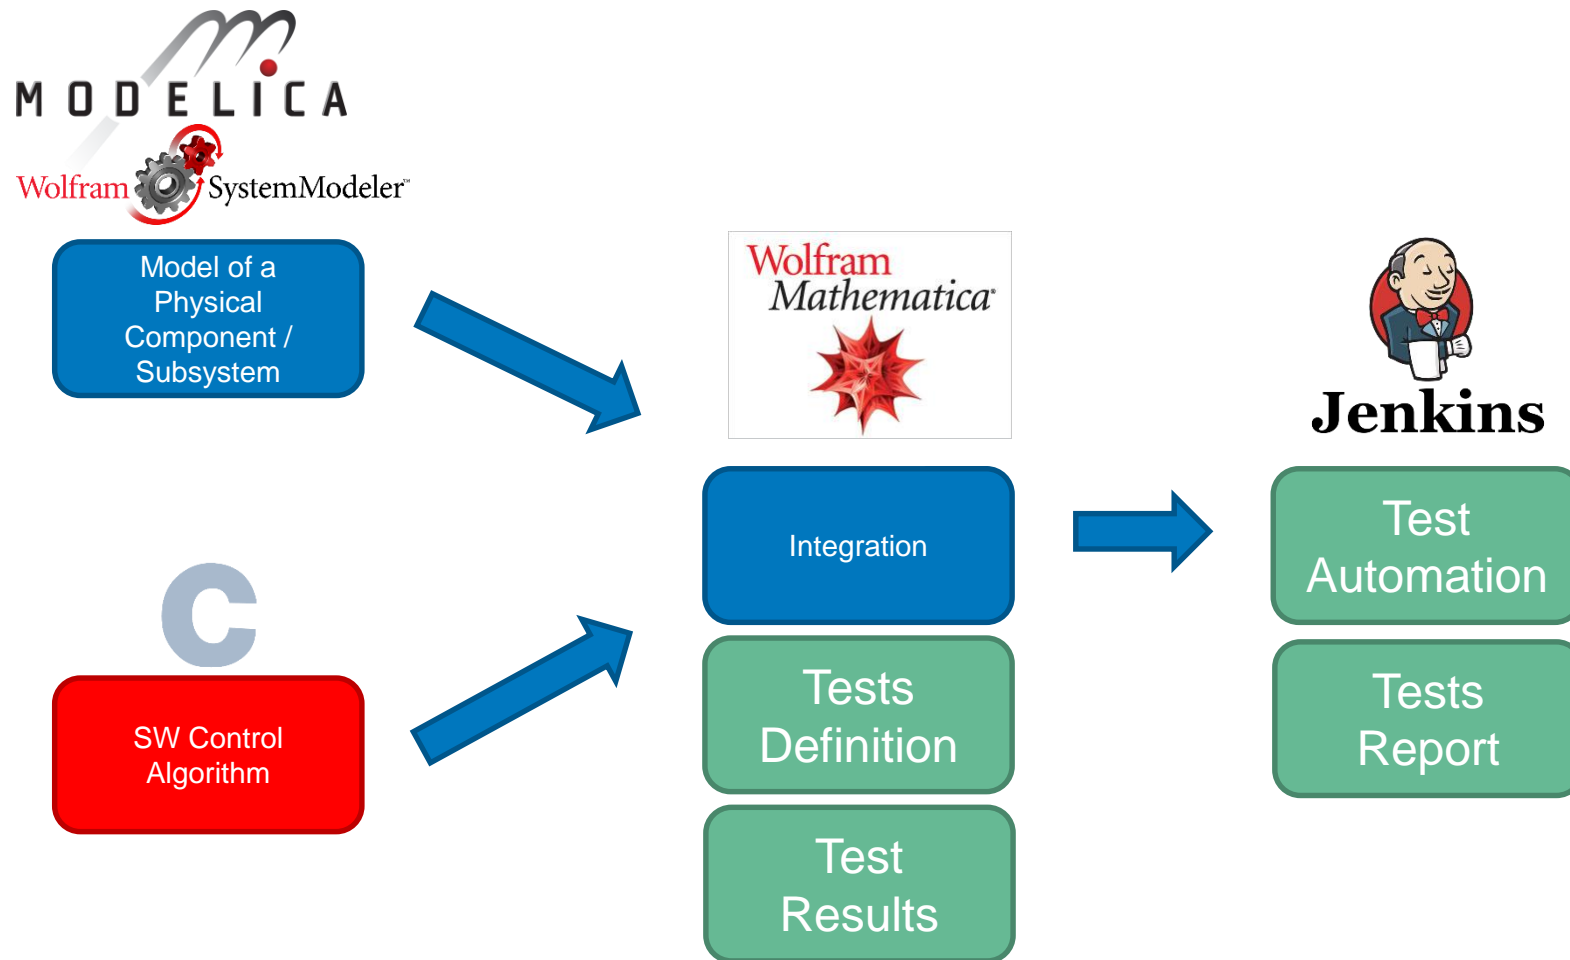 MODELICA
Wolfram SystemModeler™
Model of a
Physical
Component /
Subsystem
C
SW Control
Algorithm
Wolfram
Mathematica®
Integration
Tests
Definition
Test
Results
Jenkins
Test
Automation
Tests
Report